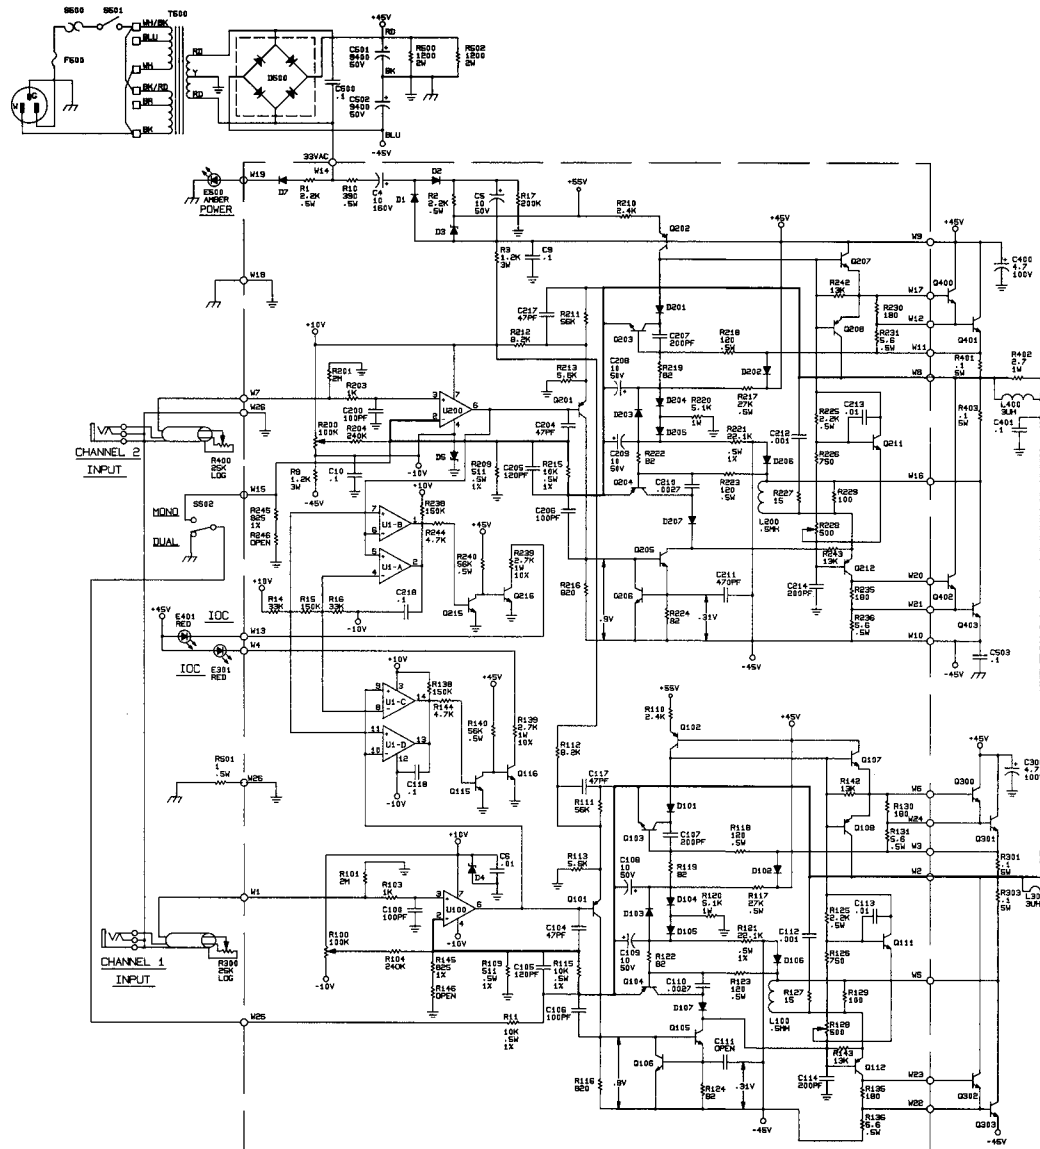 S500 S501
WH/BK
T500
BLU
F500
WH
BK/RD
BR
BK
RD
Y
RD
D500
C500
.1
+45V
RD
C501
9400
50V
BK
C502
9400
50V
BLU
-45V
R500
1200
2W
R502
1200
2W
33VAC
W14
W19
E500
AMBER
POWER
D7
R1
2.2K
.5W
R10
390
.5W
C4
10
160V
D1
D2
R2
2.2K
.5W
D3
C5
10
50V
R17
200K
+55V
R210
2.4K
Q202
+45V
R3
1.2K
3W
C9
.1
W18
W9
+45V
C400
4.7
100V
Q207
R242
13K
W17
Q400
R230
180
W12
Q208
R231
5.6
.5W
Q401
W11
R401
.1
.5W
R402
2.7
1W
W8
L400
3UH
C401
.1
R403
.1
.5W
+10V
C217
47PF
R211
56K
R212
8.2K
R213
5.6K
D201
Q203
C207
200PF
R218
120
.5W
C208
10
50V
R219
82
D202
D203
D204
R220
5.1K
1W
R217
27K
.5W
D205
R221
22.1K
.5W
1%
C209
10
50V
R222
82
D206
C212
.001
R225
2.2K
.5W
C213
.01
Q211
R226
750
W16
Q204
C210
.0027
R223
120
.5W
R227
15
R229
100
L200
.5MH
R228
500
D207
R243
13K
Q212
C214
200PF
R235
180
W20
Q402
W21
R236
5.6
.5W
Q403
W10
C503
.1
-45V
W7
W26
R201
2M
R203
1K
C200
100PF
R200
100K
R204
240K
U200
Q201
C204
47PF
CHANNEL 2
INPUT
R400
25K
LOG
R9
1.2K
3W
-45V
C10
.1
D5
-10V
R209
511
.5W
1%
C205
120PF
R215
10K
.5W
1%
C206
100PF
W15
MONO
S502
DUAL
R245
825
1%
R246
OPEN
U1-B
R238
150K
R244
4.7K
U1-A
+45V
R240
56K
.5W
R239
2.7K
1W
10%
Q215
Q216
+10V
R14
33K
R15
150K
R16
33K
C218
.1
-10V
Q205
Q206
R216
820
.9V
R224
82
C211
470PF
.31V
-45V
+45V
E401
RED
IOC
W13
W4
IOC
E301
RED
+10V
U1-C
R138
150K
R144
4.7K
U1-D
C118
.1
-10V
+45V
R140
56K
.5W
R139
2.7K
1W
10%
Q115
Q116
R501
1
.5W
W26
+55V
R110
2.4K
Q102
+45V
Q107
R142
13K
W6
Q300
+45V
R130
180
W24
Q108
R131
5.6
.5W
Q301
W3
R301
.1
.5W
W2
R303
.1
.5W
R112
8.2K
C117
47PF
R111
56K
R113
5.6K
D101
Q103
C107
200PF
R118
120
.5W
C108
10
50V
R119
82
D102
D103
D104
R120
5.1K
1W
R117
27K
.5W
D105
R121
22.1K
.5W
1%
C109
10
50V
R122
82
D106
C112
.001
R125
2.2K
.5W
C113
.01
Q111
R126
750
W5
Q104
C110
.0027
R123
120
.5W
R127
15
R129
100
L100
.5MH
R128
500
D107
R143
13K
Q112
C114
200PF
R135
180
W23
Q302
W22
R136
5.6
.5W
Q303
-45V
W1
R101
2M
R103
1K
C100
100PF
+10V
D4
C6
.01
U100
-10V
Q101
C104
47PF
CHANNEL 1
INPUT
R300
25K
LOG
R100
100K
-10V
R104
240K
R145
825
1%
R146
OPEN
R109
511
.5W
1%
C105
120PF
R115
10K
.5W
1%
C106
100PF
W25
R11
10K
.5W
1%
Q105
Q106
C111
OPEN
R116
820
.9V
R124
82
.31V
-45V